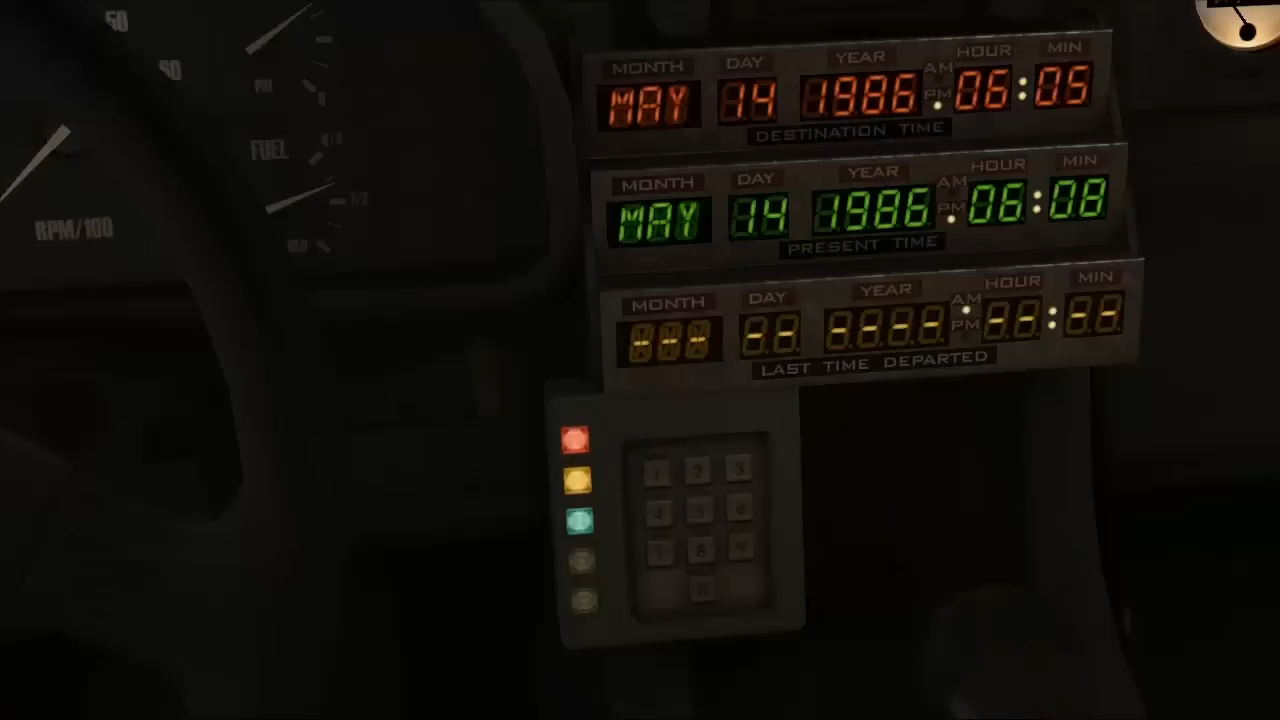 50
60
PSI
FUEL
RPM/100
MONTH DAY YEAR AM PM HOUR MIN
MAY 14 1986 06:05
DESTINATION TIME
MONTH DAY YEAR AM PM HOUR MIN
MAY 14 1986 06:08
PRESENT TIME
MONTH DAY YEAR AM PM HOUR MIN
--- -- ---- --:--
LAST TIME DEPARTED
1 2 3
4 5 6
7 8 9
0